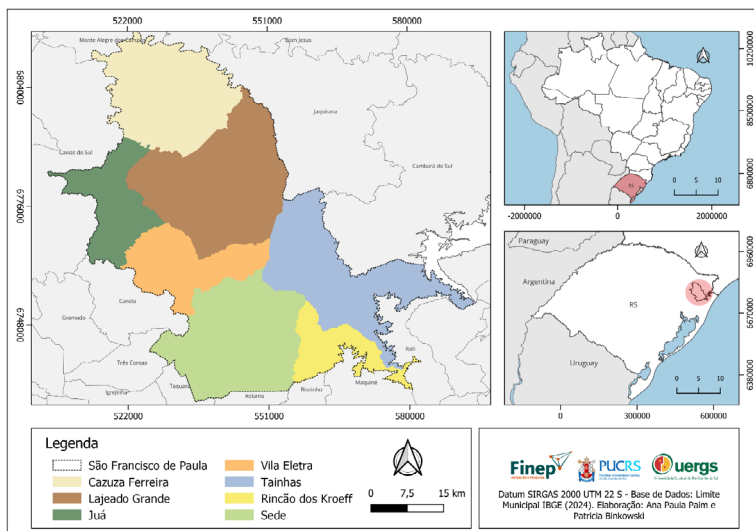 522000 551000 580000
Monte Alegre dos Campos
Bom Jesus
6804000
Jaquirana
Caxias do Sul
Cambará do Sul
6776000
Canela
Gramado
6748000
Três Coroas
Itati
Igrejinha
Taquara
Rolante
Riozinho
Maquiné
522000 551000 580000
10200000
8500000
6800000
RS
0 5 10
-2000000 0 2000000
Paraguay
Argentina
RS
Uruguay
6960000
6670000
6380000
0 5 10
0 300000 600000
Legenda
São Francisco de Paula
Cazuza Ferreira
Lajeado Grande
Juá
Vila Eletra
Tainhas
Rincão dos Kroeff
Sede
0 7,5 15 km
Finep
PUCRS
uergs
Datum SIRGAS 2000 UTM 22 S - Base de Dados: Limite
Municipal IBGE (2024). Elaboração: Ana Paula Paim e
Patricia Binkowski